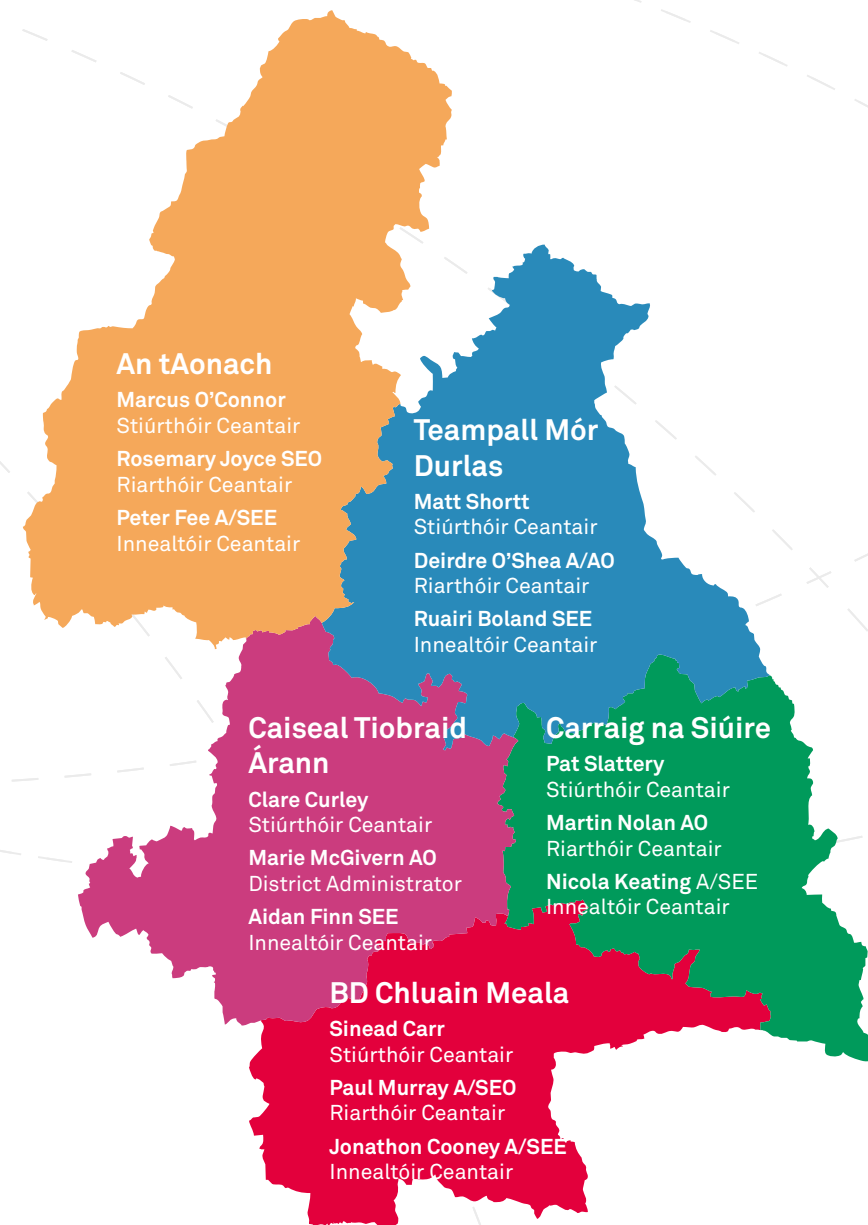 An tAonach
Marcus O'Connor
Stiúrthóir Ceantair
Rosemary Joyce SEO
Riarthóir Ceantair
Peter Fee A/SEE
Innealtóir Ceantair
Teampall Mór
Durlas
Matt Shortt
Stiúrthóir Ceantair
Deirdre O'Shea A/AO
Riarthóir Ceantair
Ruairi Boland SEE
Innealtóir Ceantair
Caiseal Tiobraid
Árann
Clare Curley
Stiúrthóir Ceantair
Marie McGivern AO
District Administrator
Aidan Finn SEE
Innealtóir Ceantair
Carraig na Siúire
Pat Slattery
Stiúrthóir Ceantair
Martin Nolan AO
Riarthóir Ceantair
Nicola Keating A/SEE
Innealtóir Ceantair
BD Chluain Meala
Sinead Carr
Stiúrthóir Ceantair
Paul Murray A/SEO
Riarthóir Ceantair
Jonathon Cooney A/SEE
Innealtóir Ceantair